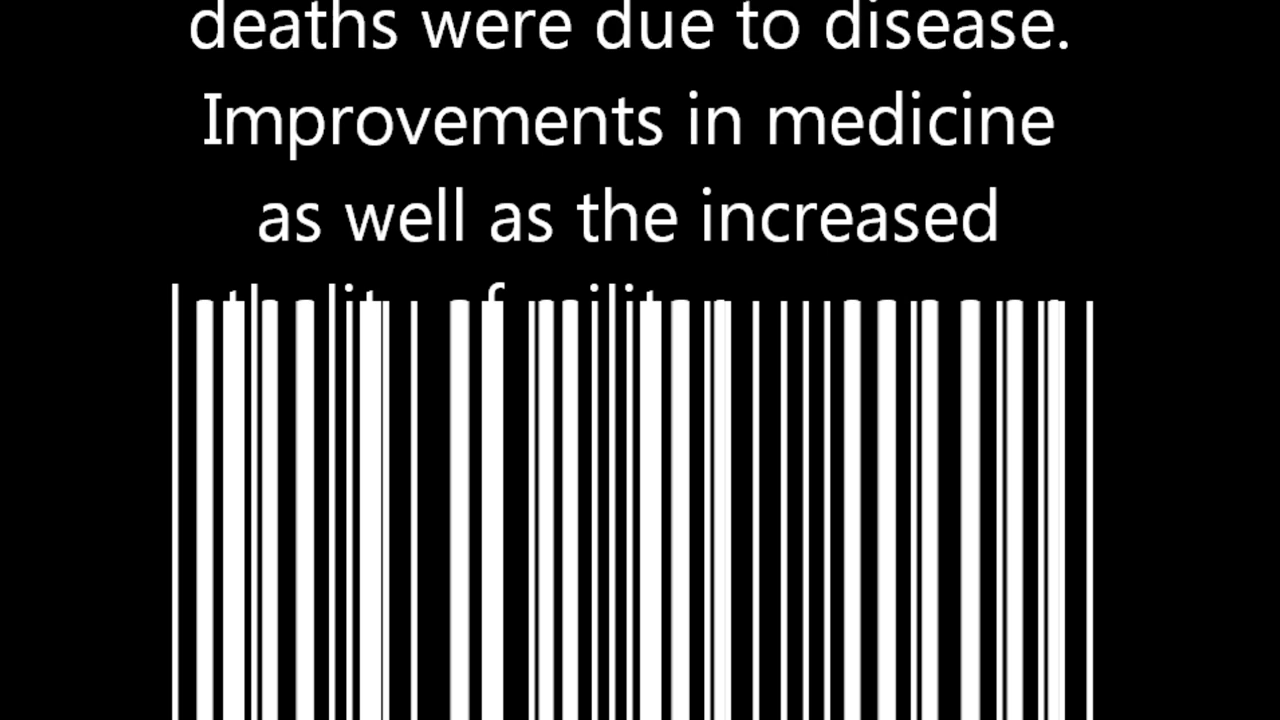 deaths were due to disease.
Improvements in medicine
as well as the increased